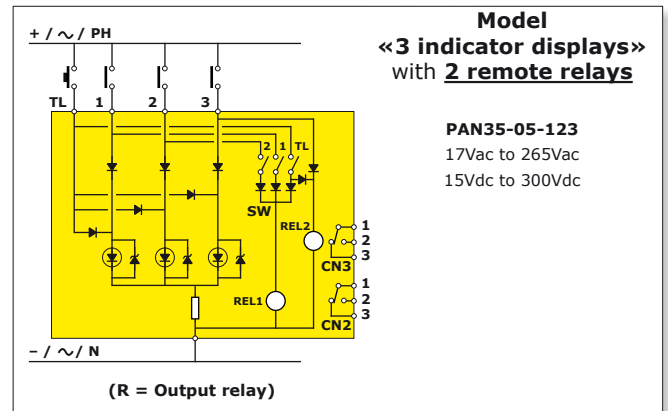 Model
«3 indicator displays»
with 2 remote relays
PAN35-05-123
17Vac to 265Vac
15Vdc to 300Vdc
+ / ∿ / PH
TL 1 2 3
2 1 TL
SW
REL2
1
2
3
CN3
REL1
1
2
3
CN2
– / ∿ / N
(R = Output relay)